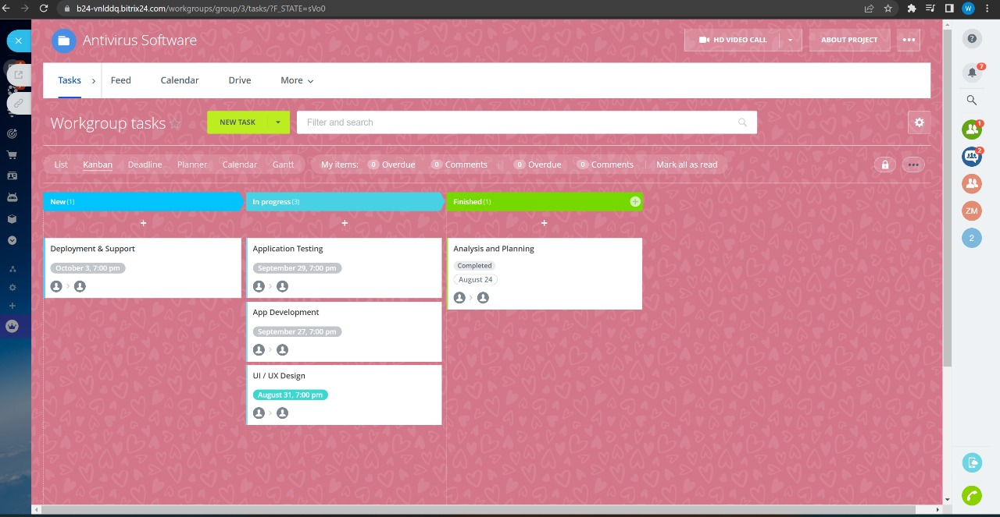 b24-vnlddq.bitrix24.com/workgroups/group/3/tasks/?F_STATE=sVo0
W
Antivirus Software
HD VIDEO CALL
ABOUT PROJECT
Tasks
Feed
Calendar
Drive
More
7
Workgroup tasks
NEW TASK
Filter and search
1
2
List
Kanban
Deadline
Planner
Calendar
Gantt
My items:
0 Overdue
0 Comments
0 Overdue
0 Comments
Mark all as read
New (1)
In progress (3)
Finished (1)
ZM
2
Deployment & Support
October 3, 7:00 pm
Application Testing
September 29, 7:00 pm
App Development
September 27, 7:00 pm
UI / UX Design
August 31, 7:00 pm
Analysis and Planning
Completed
August 24